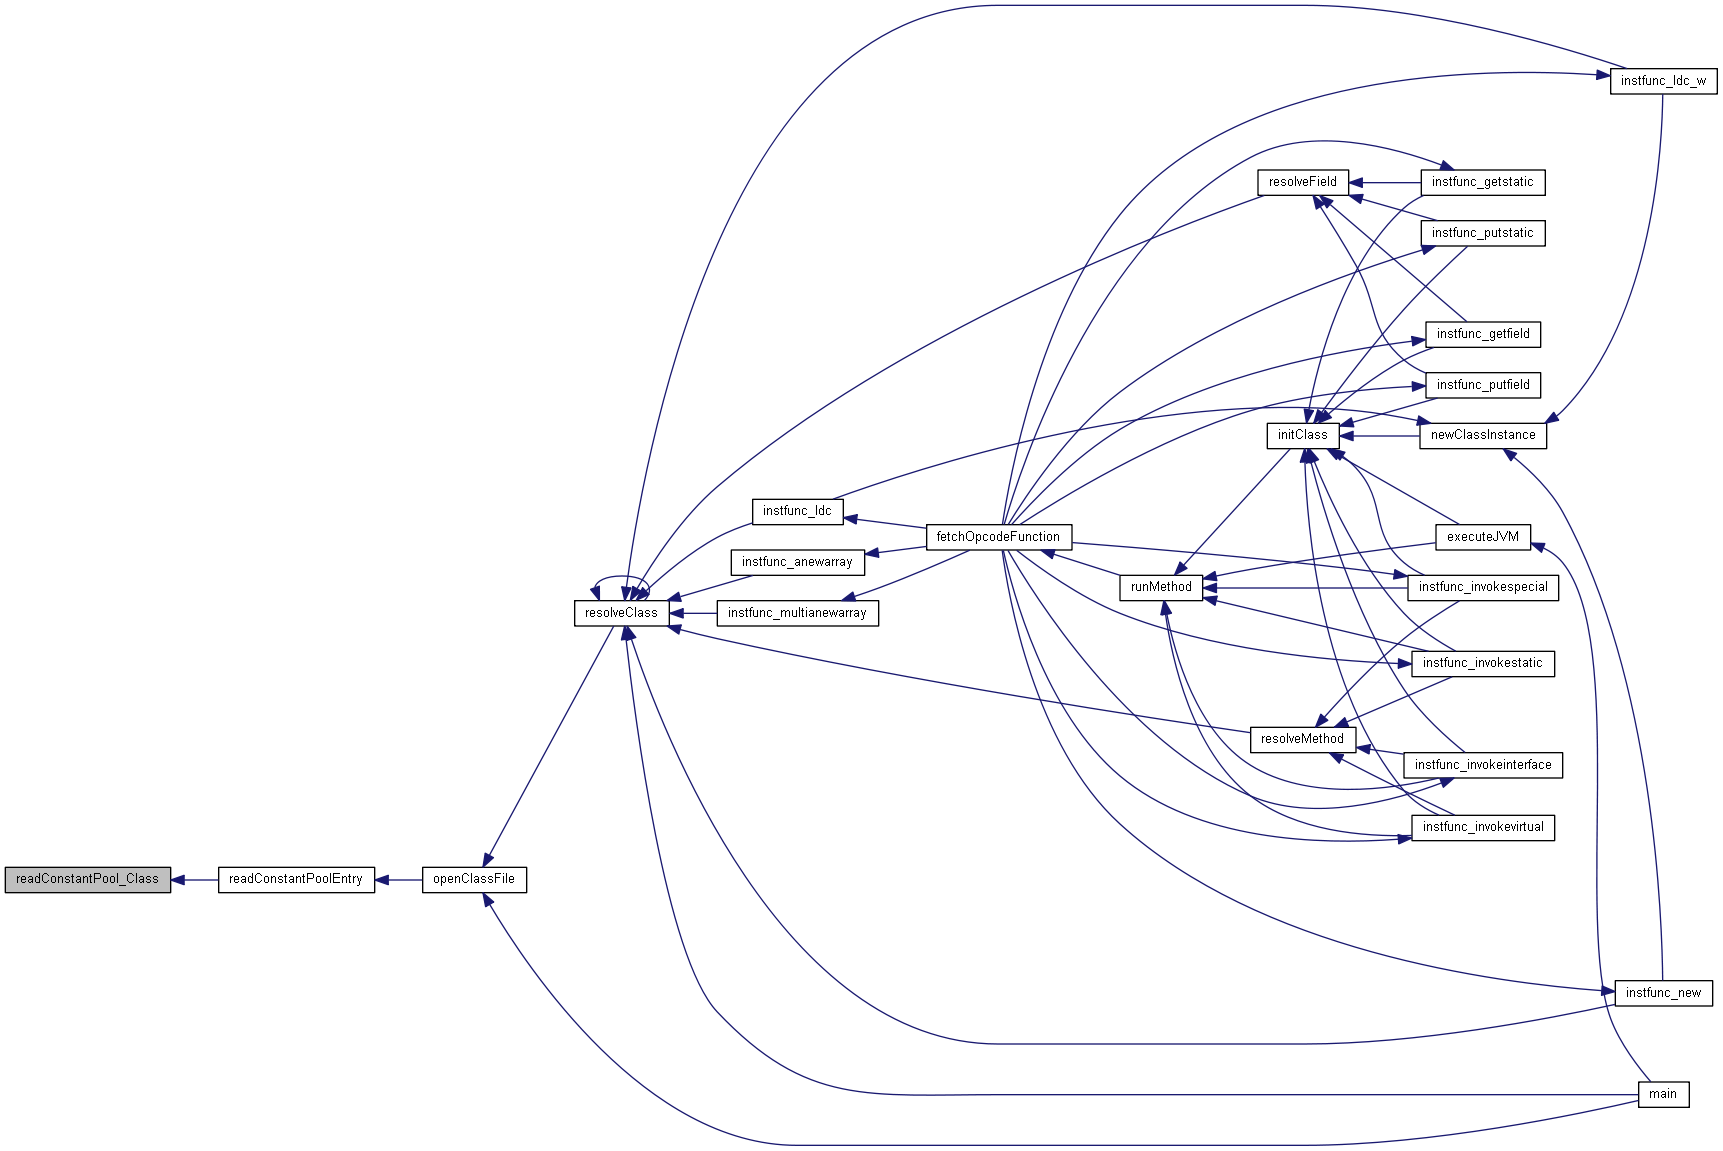 instfunc_ldc_w
resolveField
instfunc_getstatic
instfunc_putstatic
instfunc_getfield
instfunc_putfield
initClass
newClassInstance
instfunc_ldc
fetchOpcodeFunction
executeJVM
instfunc_anewarray
runMethod
instfunc_invokespecial
resolveClass
instfunc_multianewarray
instfunc_invokestatic
resolveMethod
instfunc_invokeinterface
instfunc_invokevirtual
readConstantPool_Class
readConstantPoolEntry
openClassFile
instfunc_new
main